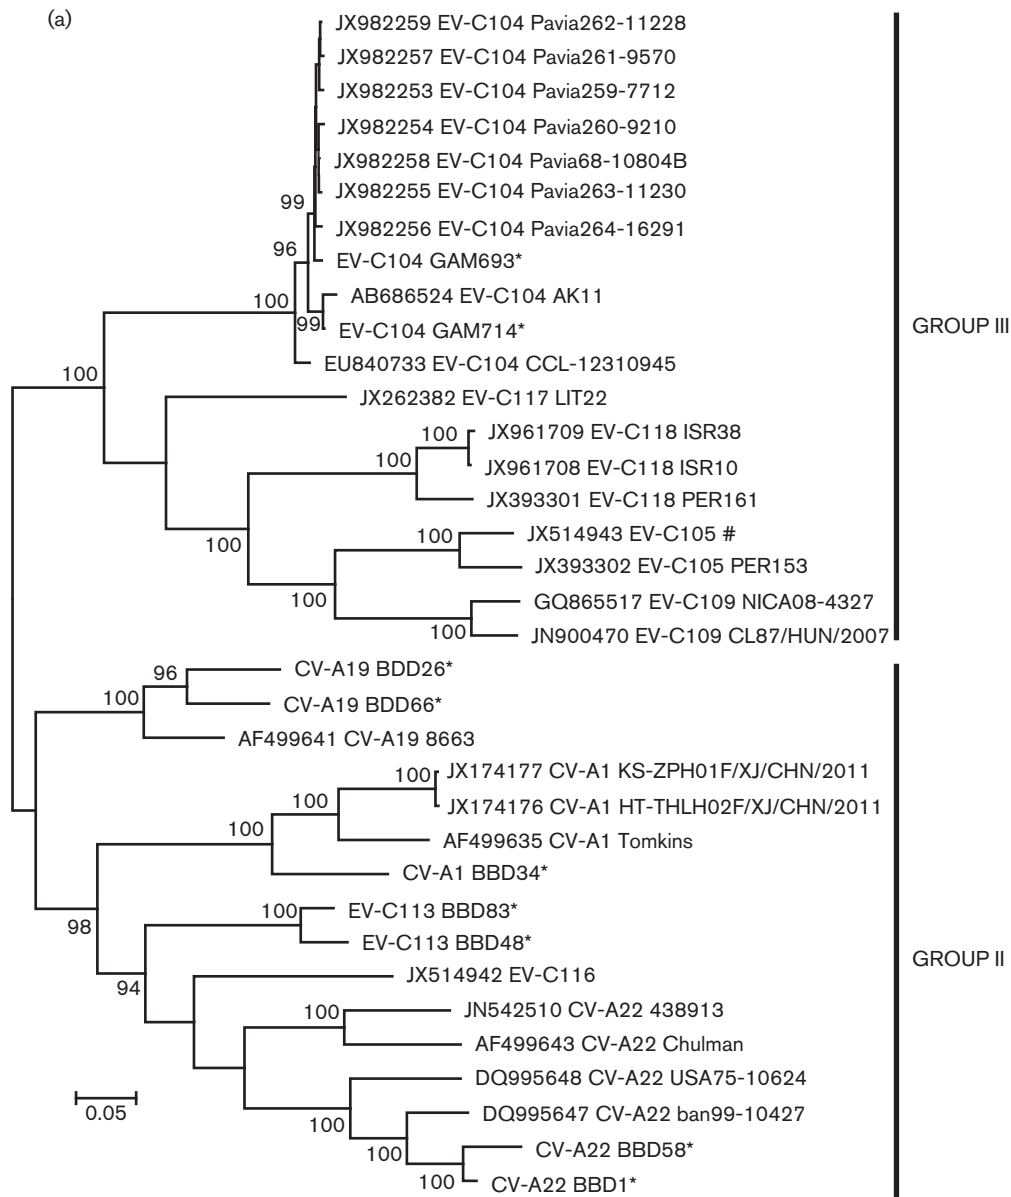 (a)
JX982259 EV-C104 Pavia262-11228
JX982257 EV-C104 Pavia261-9570
JX982253 EV-C104 Pavia259-7712
JX982254 EV-C104 Pavia260-9210
JX982258 EV-C104 Pavia68-10804B
JX982255 EV-C104 Pavia263-11230
99
JX982256 EV-C104 Pavia264-16291
96
EV-C104 GAM693*
100
AB686524 EV-C104 AK11
99
EV-C104 GAM714*
GROUP III
EU840733 EV-C104 CCL-12310945
100
JX262382 EV-C117 LIT22
100
JX961709 EV-C118 ISR38
100
JX961708 EV-C118 ISR10
JX393301 EV-C118 PER161
100
100
JX514943 EV-C105 #
JX393302 EV-C105 PER153
100
GQ865517 EV-C109 NICA08-4327
100
JN900470 EV-C109 CL87/HUN/2007
96
CV-A19 BDD26*
100
CV-A19 BDD66*
AF499641 CV-A19 8663
100
JX174177 CV-A1 KS-ZPH01F/XJ/CHN/2011
100
JX174176 CV-A1 HT-THLH02F/XJ/CHN/2011
100
AF499635 CV-A1 Tomkins
CV-A1 BBD34*
98
100
EV-C113 BBD83*
EV-C113 BBD48*
GROUP II
94
JX514942 EV-C116
100
JN542510 CV-A22 438913
AF499643 CV-A22 Chulman
DQ995648 CV-A22 USA75-10624
0.05
100
DQ995647 CV-A22 ban99-10427
100
CV-A22 BBD58*
100
CV-A22 BBD1*